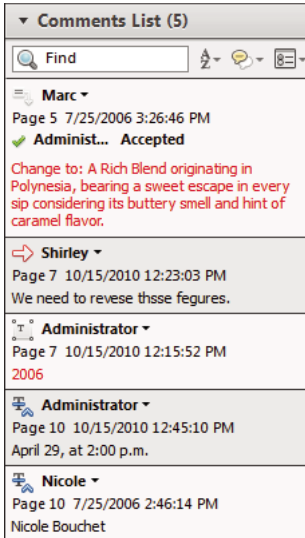 Comments List (5)
Find
Marc
Page 5 7/25/2006 3:26:46 PM
Administ... Accepted
Change to: A Rich Blend originating in
Polynesia, bearing a sweet escape in every
sip considering its buttery smell and hint of
caramel flavor.
Shirley
Page 7 10/15/2010 12:23:03 PM
We need to revese thsse fegures.
T Administrator
Page 7 10/15/2010 12:15:52 PM
2006
Administrator
Page 10 10/15/2010 12:45:10 PM
April 29, at 2:00 p.m.
Nicole
Page 10 7/25/2006 2:46:14 PM
Nicole Bouchet